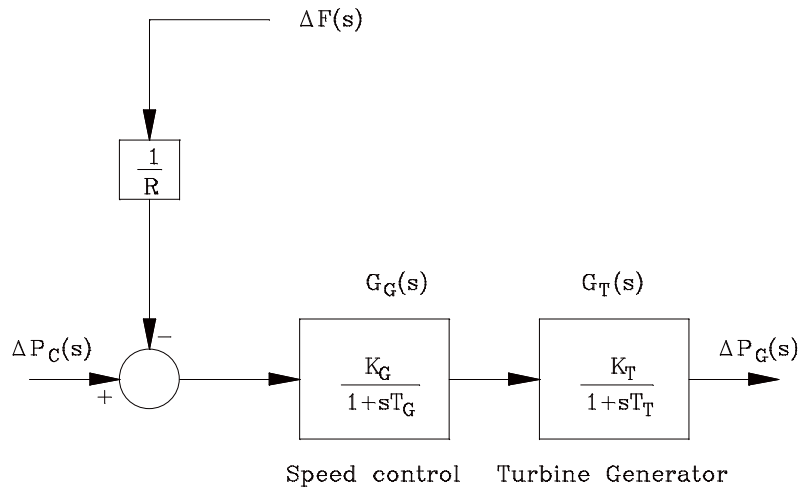 ΔF(s)
1
R
G_G(s)
G_T(s)
ΔP_C(s)
−
+
K_G
1+sT_G
K_T
1+sT_T
ΔP_G(s)
Speed control
Turbine Generator